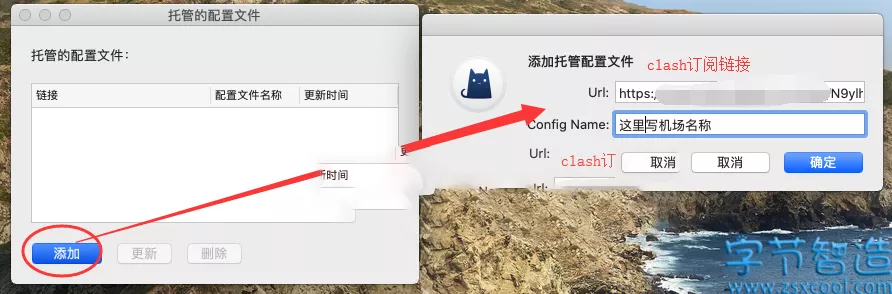 托管的配置文件
托管的配置文件：
链接
配置文件名称
更新时间
新时间
添加
更新
删除
添加托管配置文件
clash订阅链接
Url:
https:
/N9ylh
Config Name:
这里写机场名称
Url:
clash订
取消
取消
确定
字节智造
www.zsxcool.com